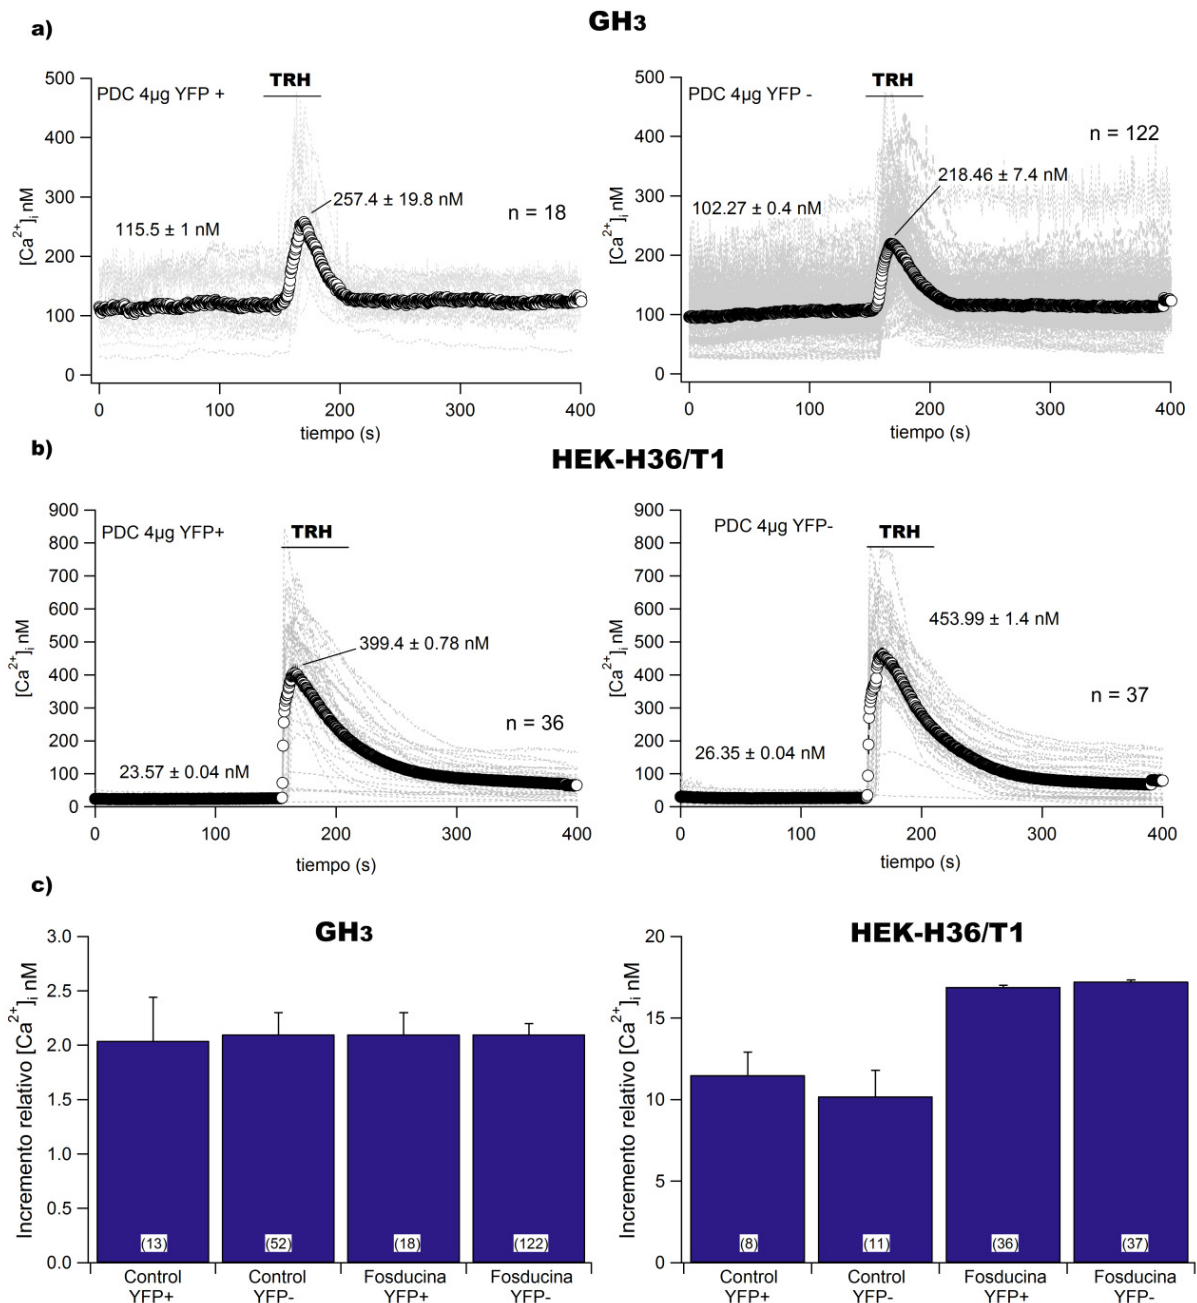 a)
GH3
PDC 4µg YFP +
TRH
500
400
300
200
100
0
[Ca2+]i nM
115.5 ± 1 nM
257.4 ± 19.8 nM
n = 18
0 100 200 300 400
tiempo (s)
PDC 4µg YFP -
TRH
500
400
300
200
100
0
[Ca2+]i nM
n = 122
102.27 ± 0.4 nM
218.46 ± 7.4 nM
0 100 200 300 400
tiempo (s)
b)
HEK-H36/T1
PDC 4µg YFP+
TRH
900
800
700
600
500
400
300
200
100
0
[Ca2+]i nM
399.4 ± 0.78 nM
n = 36
23.57 ± 0.04 nM
0 100 200 300 400
tiempo (s)
PDC 4µg YFP-
TRH
900
800
700
600
500
400
300
200
100
0
[Ca2+]i nM
453.99 ± 1.4 nM
n = 37
26.35 ± 0.04 nM
0 100 200 300 400
tiempo (s)
c)
GH3
3.0
2.5
2.0
1.5
1.0
0.5
0.0
Incremento relativo [Ca2+]i nM
(13) (52) (18) (122)
Control Control Fosducina Fosducina
YFP+ YFP- YFP+ YFP-
HEK-H36/T1
20
15
10
5
0
Incremento relativo [Ca2+]i nM
(8) (11) (36) (37)
Control Control Fosducina Fosducina
YFP+ YFP- YFP+ YFP-